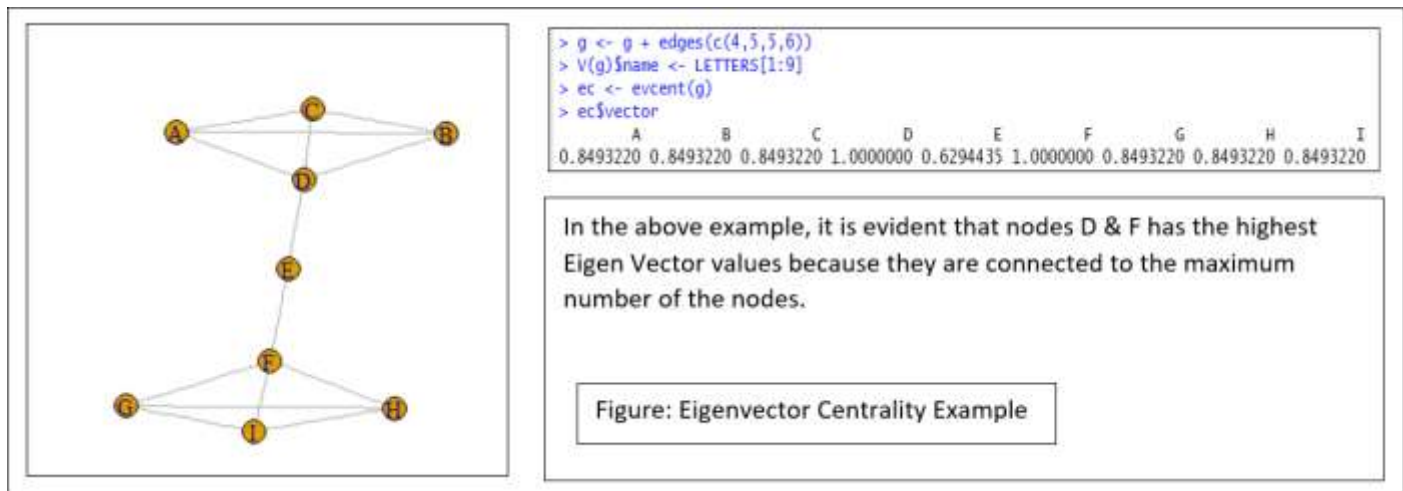 A
C
B
D
E
F
G
H
I
> g <- g + edges(c(4,5,5,6))
> V(g)$name <- LETTERS[1:9]
> ec <- evcent(g)
> ec$vector
A B C D E F G H I
0.8493220 0.8493220 0.8493220 1.0000000 0.6294435 1.0000000 0.8493220 0.8493220 0.8493220
In the above example, it is evident that nodes D & F has the highest
Eigen Vector values because they are connected to the maximum
number of the nodes.
Figure: Eigenvector Centrality Example